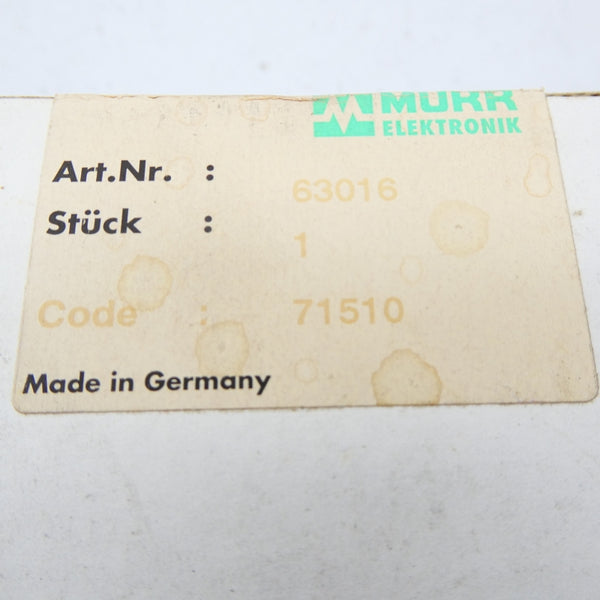 MURR
ELEKTRONIK
Art.Nr. : 63016
Stück : 1
Code : 71510
Made in Germany